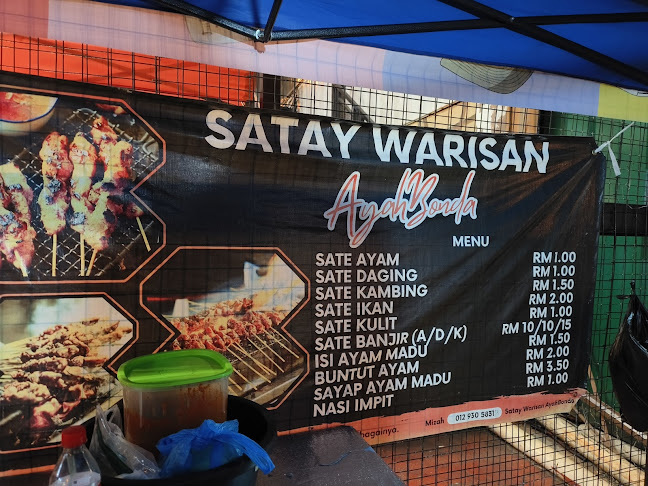 SATAY WARISAN
AyahBonda
MENU
SATE AYAM RM 1.00
SATE DAGING RM 1.00
SATE KAMBING RM 1.50
SATE IKAN RM 2.00
SATE KULIT RM 1.00
SATE BANJIR (A/D/K) RM 10/10/15
ISI AYAM MADU RM 1.50
BUNTUT AYAM RM 2.00
SAYAP AYAM MADU RM 3.50
NASI IMPIT RM 1.00
bagainya. Mizah 012 930 5831 Satay Warisan AyahBonda